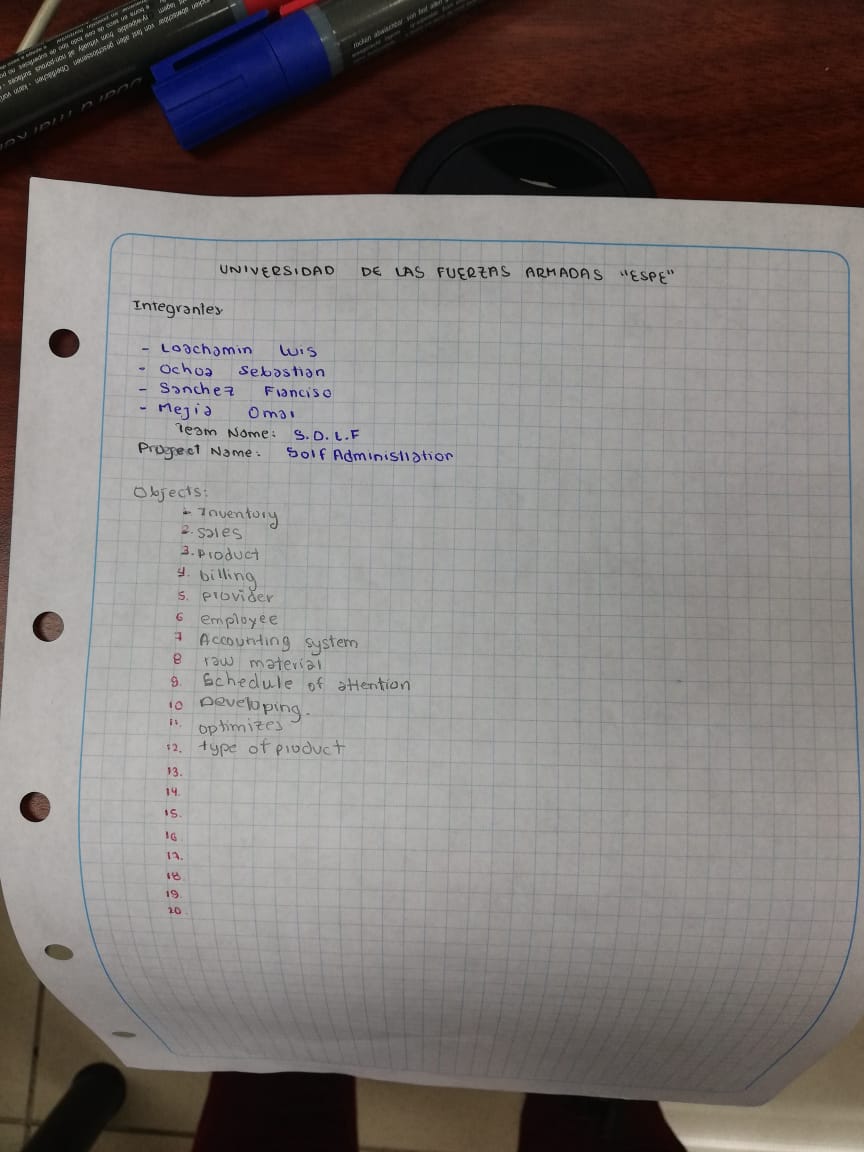 UNIVERSIDAD DE LAS FUERZAS ARMADAS "ESPE"
Integrantes
- Loachamin Luis
- Ochoa Sebastian
- Sanchez Franciso
- Mejia Omar
Team Name: S.O.L.F
Progect Name: Solf Administration
Objects:
1. Inventory
2. sales
3. Product
4. billing
5. provider
6 employee
7 Accounting system
8 raw material
9. Schedule of attention
10 Developing.
11. optimizes
12. type of product
13.
14.
15.
16
17.
18
19.
20